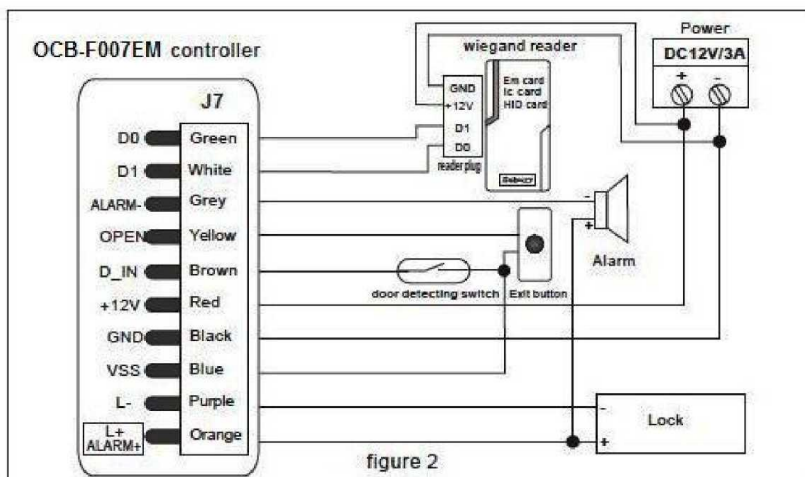 OCB-F007EM controller
J7
D0 Green
D1 White
ALARM- Grey
OPEN Yellow
D_IN Brown
+12V Red
GND Black
VSS Blue
L- Purple
L+
ALARM+
Orange
wiegand reader
GND
+12V
D1
D0
reader plug
Em card
Ic card
HID card
Power
DC12V/3A
+ -
-
+
Alarm
door detecting switch
Exit button
-
+
Lock
figure 2